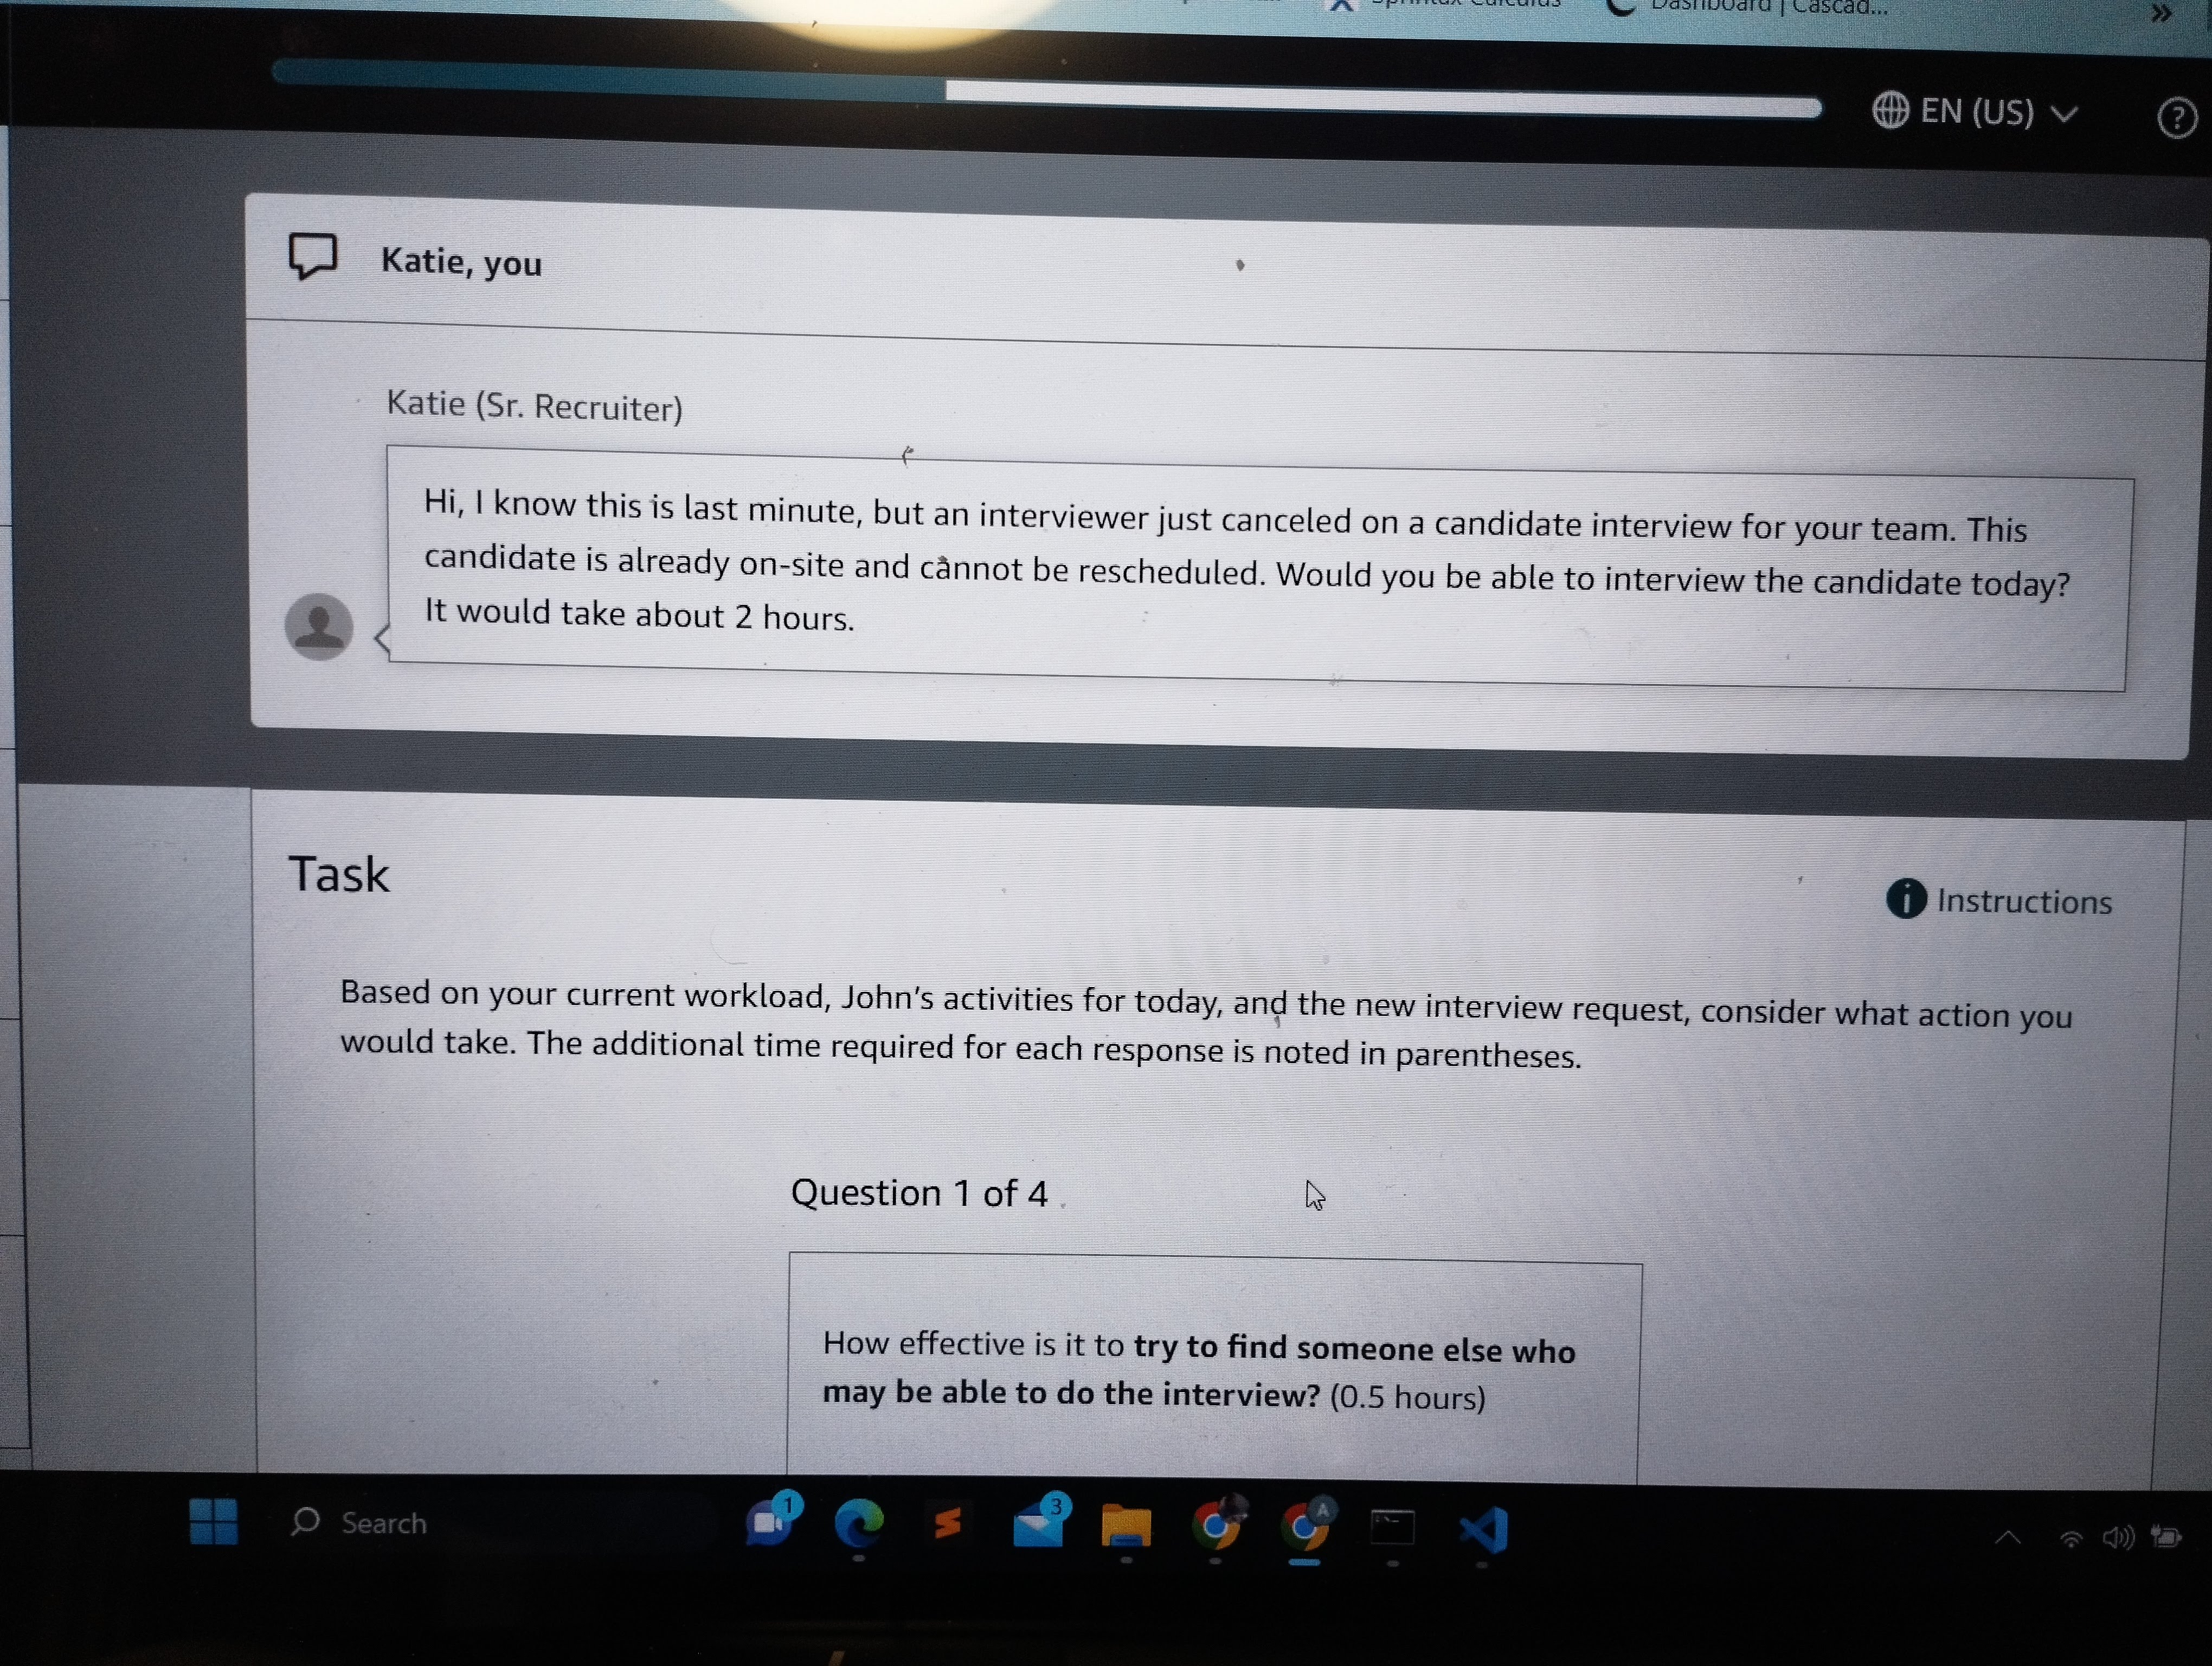 Dashboard | Cascad...
»
EN (US)
?
Katie, you
Katie (Sr. Recruiter)
Hi, I know this is last minute, but an interviewer just canceled on a candidate interview for your team. This
candidate is already on-site and cannot be rescheduled. Would you be able to interview the candidate today?
It would take about 2 hours.
Task
i Instructions
Based on your current workload, John's activities for today, and the new interview request, consider what action you
would take. The additional time required for each response is noted in parentheses.
Question 1 of 4
How effective is it to try to find someone else who
may be able to do the interview? (0.5 hours)
Search
1
3
A